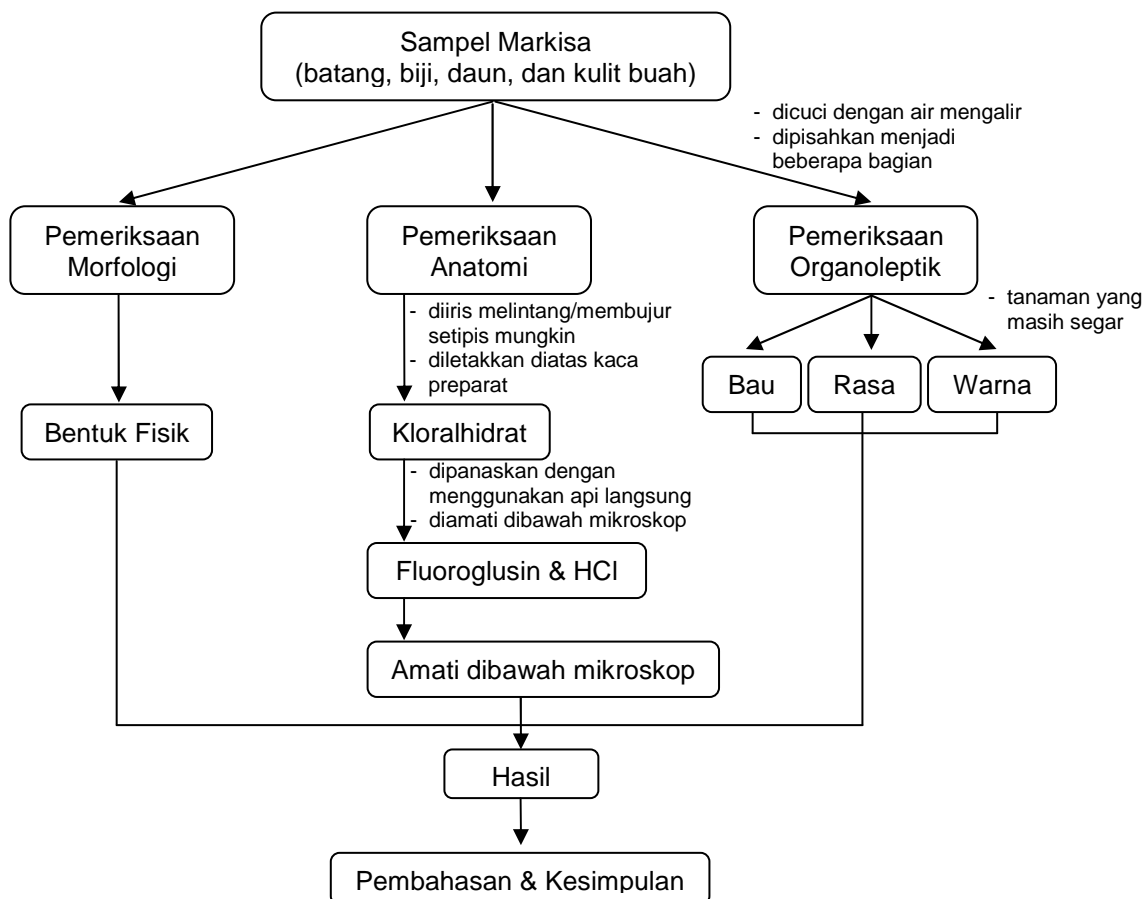 Sampel Markisa
(batang, biji, daun, dan kulit buah)
- dicuci dengan air mengalir
- dipisahkan menjadi
beberapa bagian
Pemeriksaan
Morfologi
Pemeriksaan
Anatomi
Pemeriksaan
Organoleptik
- diiris melintang/membujur
setipis mungkin
- diletakkan diatas kaca
preparat
- tanaman yang
masih segar
Bau
Rasa
Warna
Bentuk Fisik
Kloralhidrat
- dipanaskan dengan
menggunakan api langsung
- diamati dibawah mikroskop
Fluoroglusin & HCl
Amati dibawah mikroskop
Hasil
Pembahasan & Kesimpulan